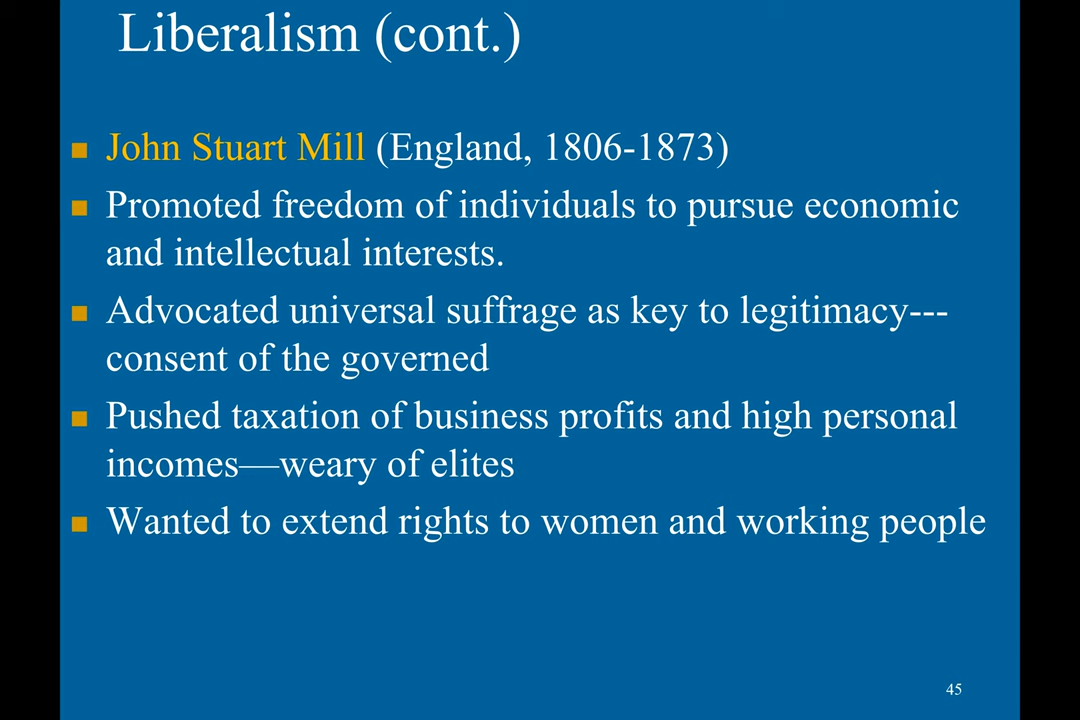 Liberalism (cont.)
John Stuart Mill (England, 1806-1873)
Promoted freedom of individuals to pursue economic
and intellectual interests.
Advocated universal suffrage as key to legitimacy---
consent of the governed
Pushed taxation of business profits and high personal
incomes—weary of elites
Wanted to extend rights to women and working people
45